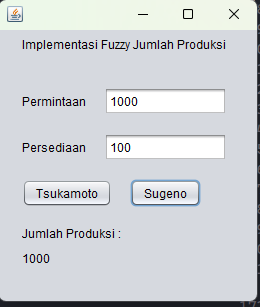 Implementasi Fuzzy Jumlah Produksi
Permintaan 1000
Persediaan 100
Tsukamoto Sugeno
Jumlah Produksi :
1000